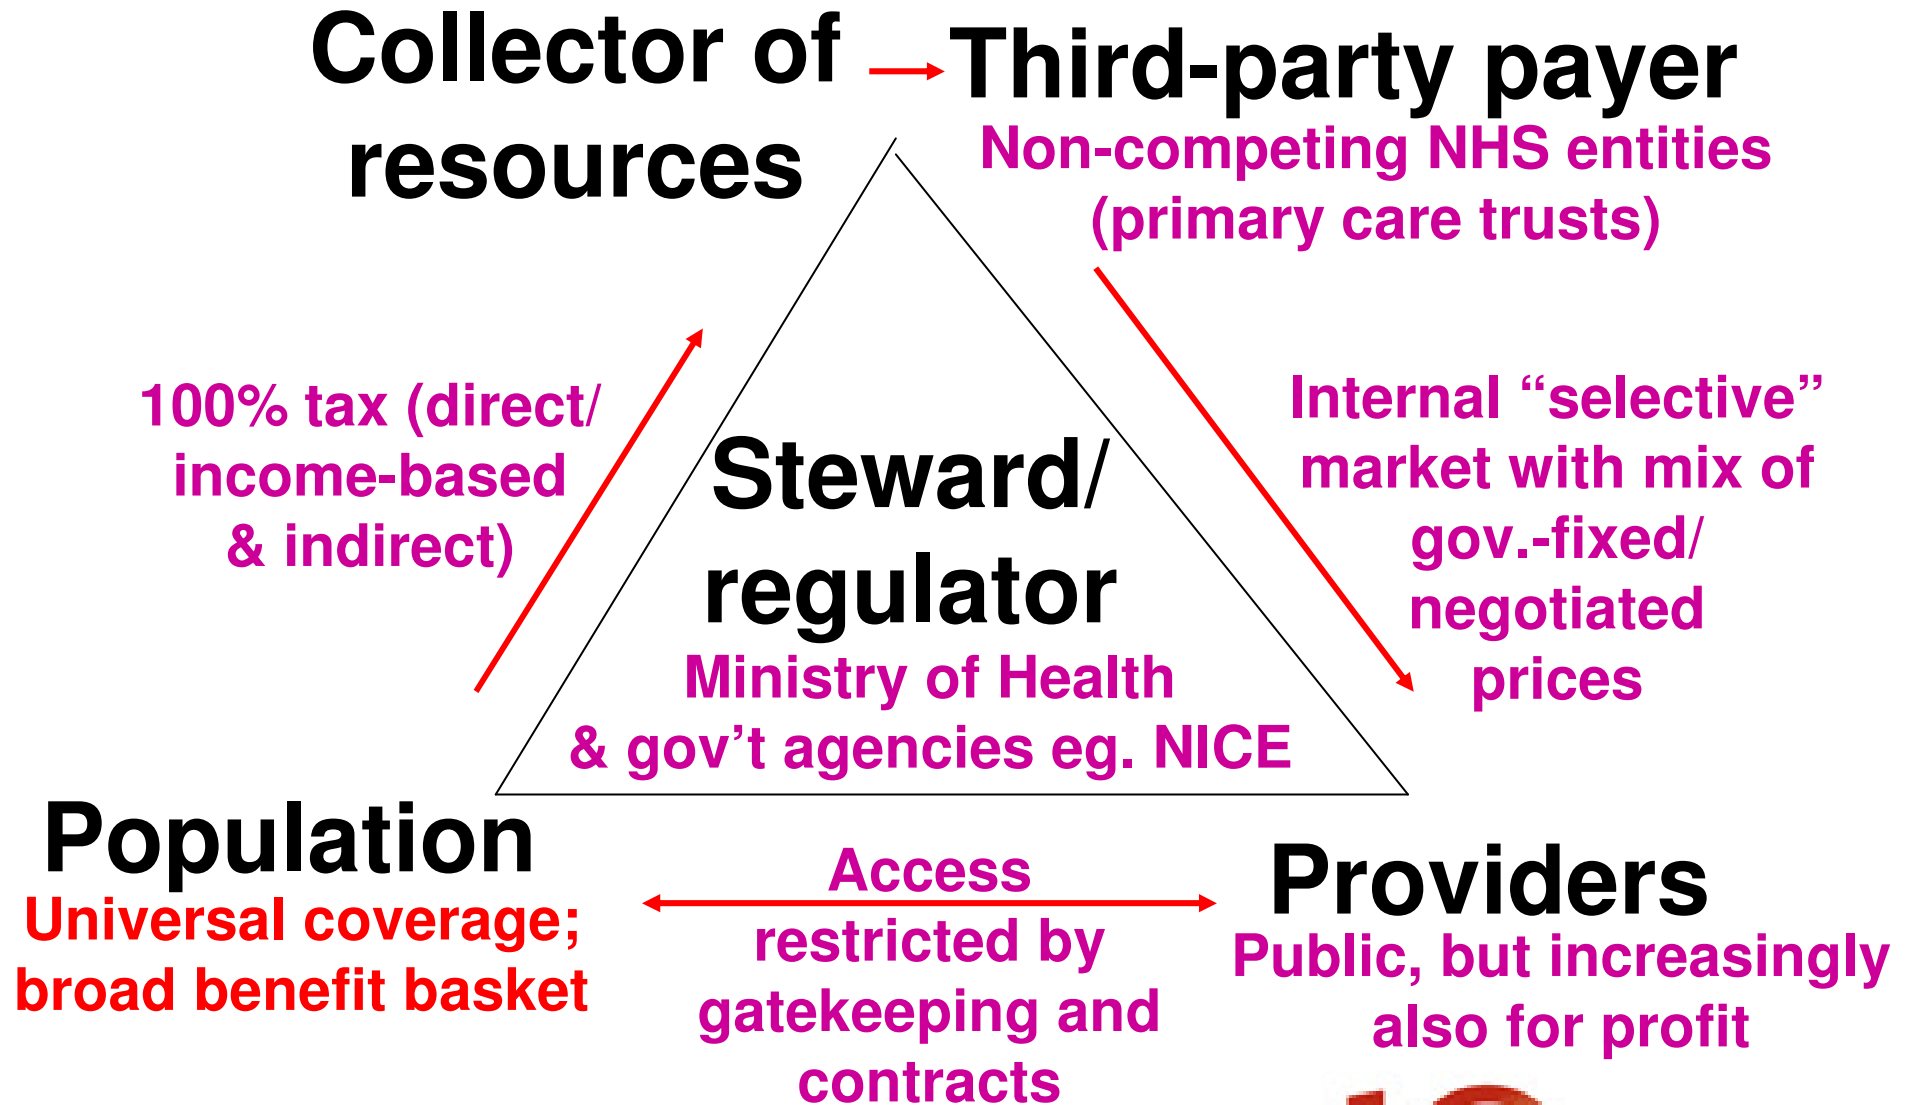 Collector of
resources
Third-party payer
Non-competing NHS entities
(primary care trusts)
100% tax (direct/
income-based
& indirect)
Internal “selective”
market with mix of
gov.-fixed/
negotiated
prices
Steward/
regulator
Ministry of Health
& gov’t agencies eg. NICE
Population
Universal coverage;
broad benefit basket
Access
restricted by
gatekeeping and
contracts
Providers
Public, but increasingly
also for profit